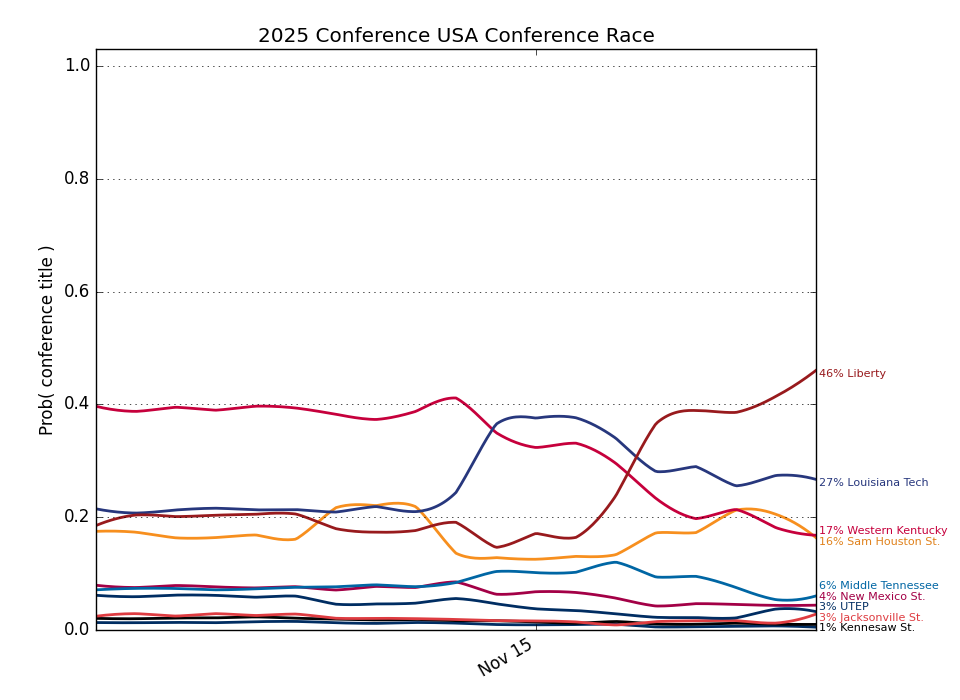 2025 Conference USA Conference Race
Prob( conference title )
1.0
0.8
0.6
0.4
0.2
0.0
Nov 15
46% Liberty
27% Louisiana Tech
17% Western Kentucky
16% Sam Houston St.
6% Middle Tennessee
4% New Mexico St.
3% UTEP
3% Jacksonville St.
1% Kennesaw St.